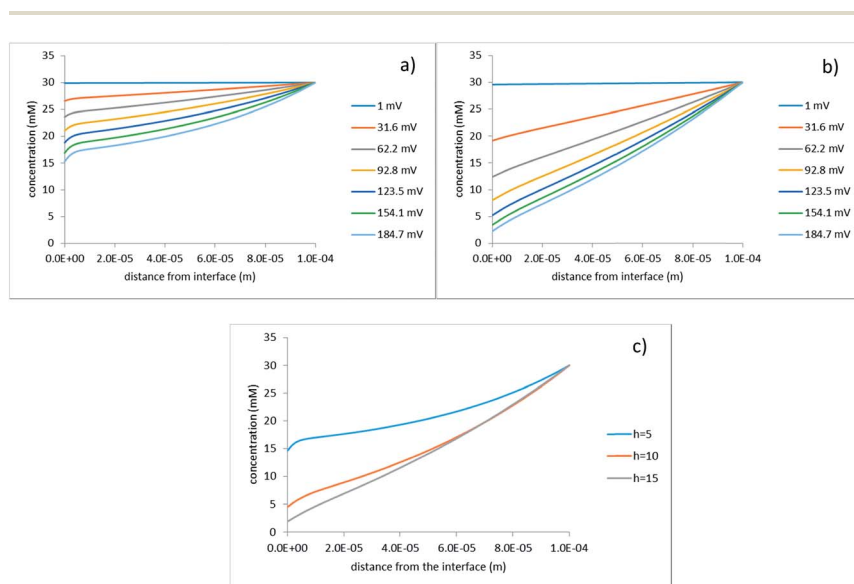 a)
35
30
25
20
15
10
5
0
concentration (mM)
0.0E+00 2.0E-05 4.0E-05 6.0E-05 8.0E-05 1.0E-04
distance from interface (m)
1 mV
31.6 mV
62.2 mV
92.8 mV
123.5 mV
154.1 mV
184.7 mV
b)
35
30
25
20
15
10
5
0
concentration (mM)
0.0E+00 2.0E-05 4.0E-05 6.0E-05 8.0E-05 1.0E-04
distance from interface (m)
1 mV
31.6 mV
62.2 mV
92.8 mV
123.5 mV
154.1 mV
184.7 mV
c)
35
30
25
20
15
10
5
0
concentration (mM)
0.0E+00 2.0E-05 4.0E-05 6.0E-05 8.0E-05 1.0E-04
distance from the interface (m)
h=5
h=10
h=15